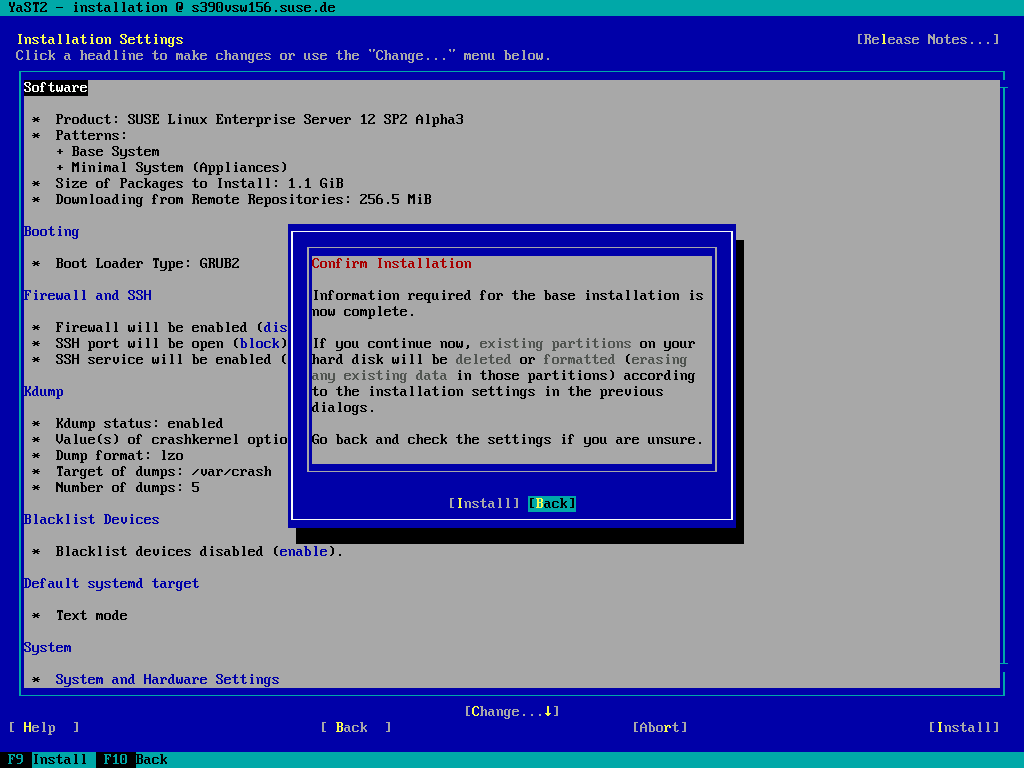 YaST2 - installation @ s390vsw156.suse.de
Installation Settings [Release Notes...]
Click a headline to make changes or use the "Change..." menu below.
Software
* Product: SUSE Linux Enterprise Server 12 SP2 Alpha3
* Patterns:
+ Base System
+ Minimal System (Appliances)
* Size of Packages to Install: 1.1 GiB
* Downloading from Remote Repositories: 256.5 MiB
Booting
* Boot Loader Type: GRUB2
Firewall and SSH
* Firewall will be enabled (dis
* SSH port will be open (block)
* SSH service will be enabled (
Kdump
* Kdump status: enabled
* Value(s) of crashkernel optio
* Dump format: lzo
* Target of dumps: /var/crash
* Number of dumps: 5
Blacklist Devices
* Blacklist devices disabled (enable).
Default systemd target
* Text mode
System
* System and Hardware Settings
Confirm Installation
Information required for the base installation is
now complete.
If you continue now, existing partitions on your
hard disk will be deleted or formatted (erasing
any existing data in those partitions) according
to the installation settings in the previous
dialogs.
Go back and check the settings if you are unsure.
[Install] [Back]
[Change...↓]
[ Help ] [ Back ] [Abort] [Install]
F9 Install F10 Back